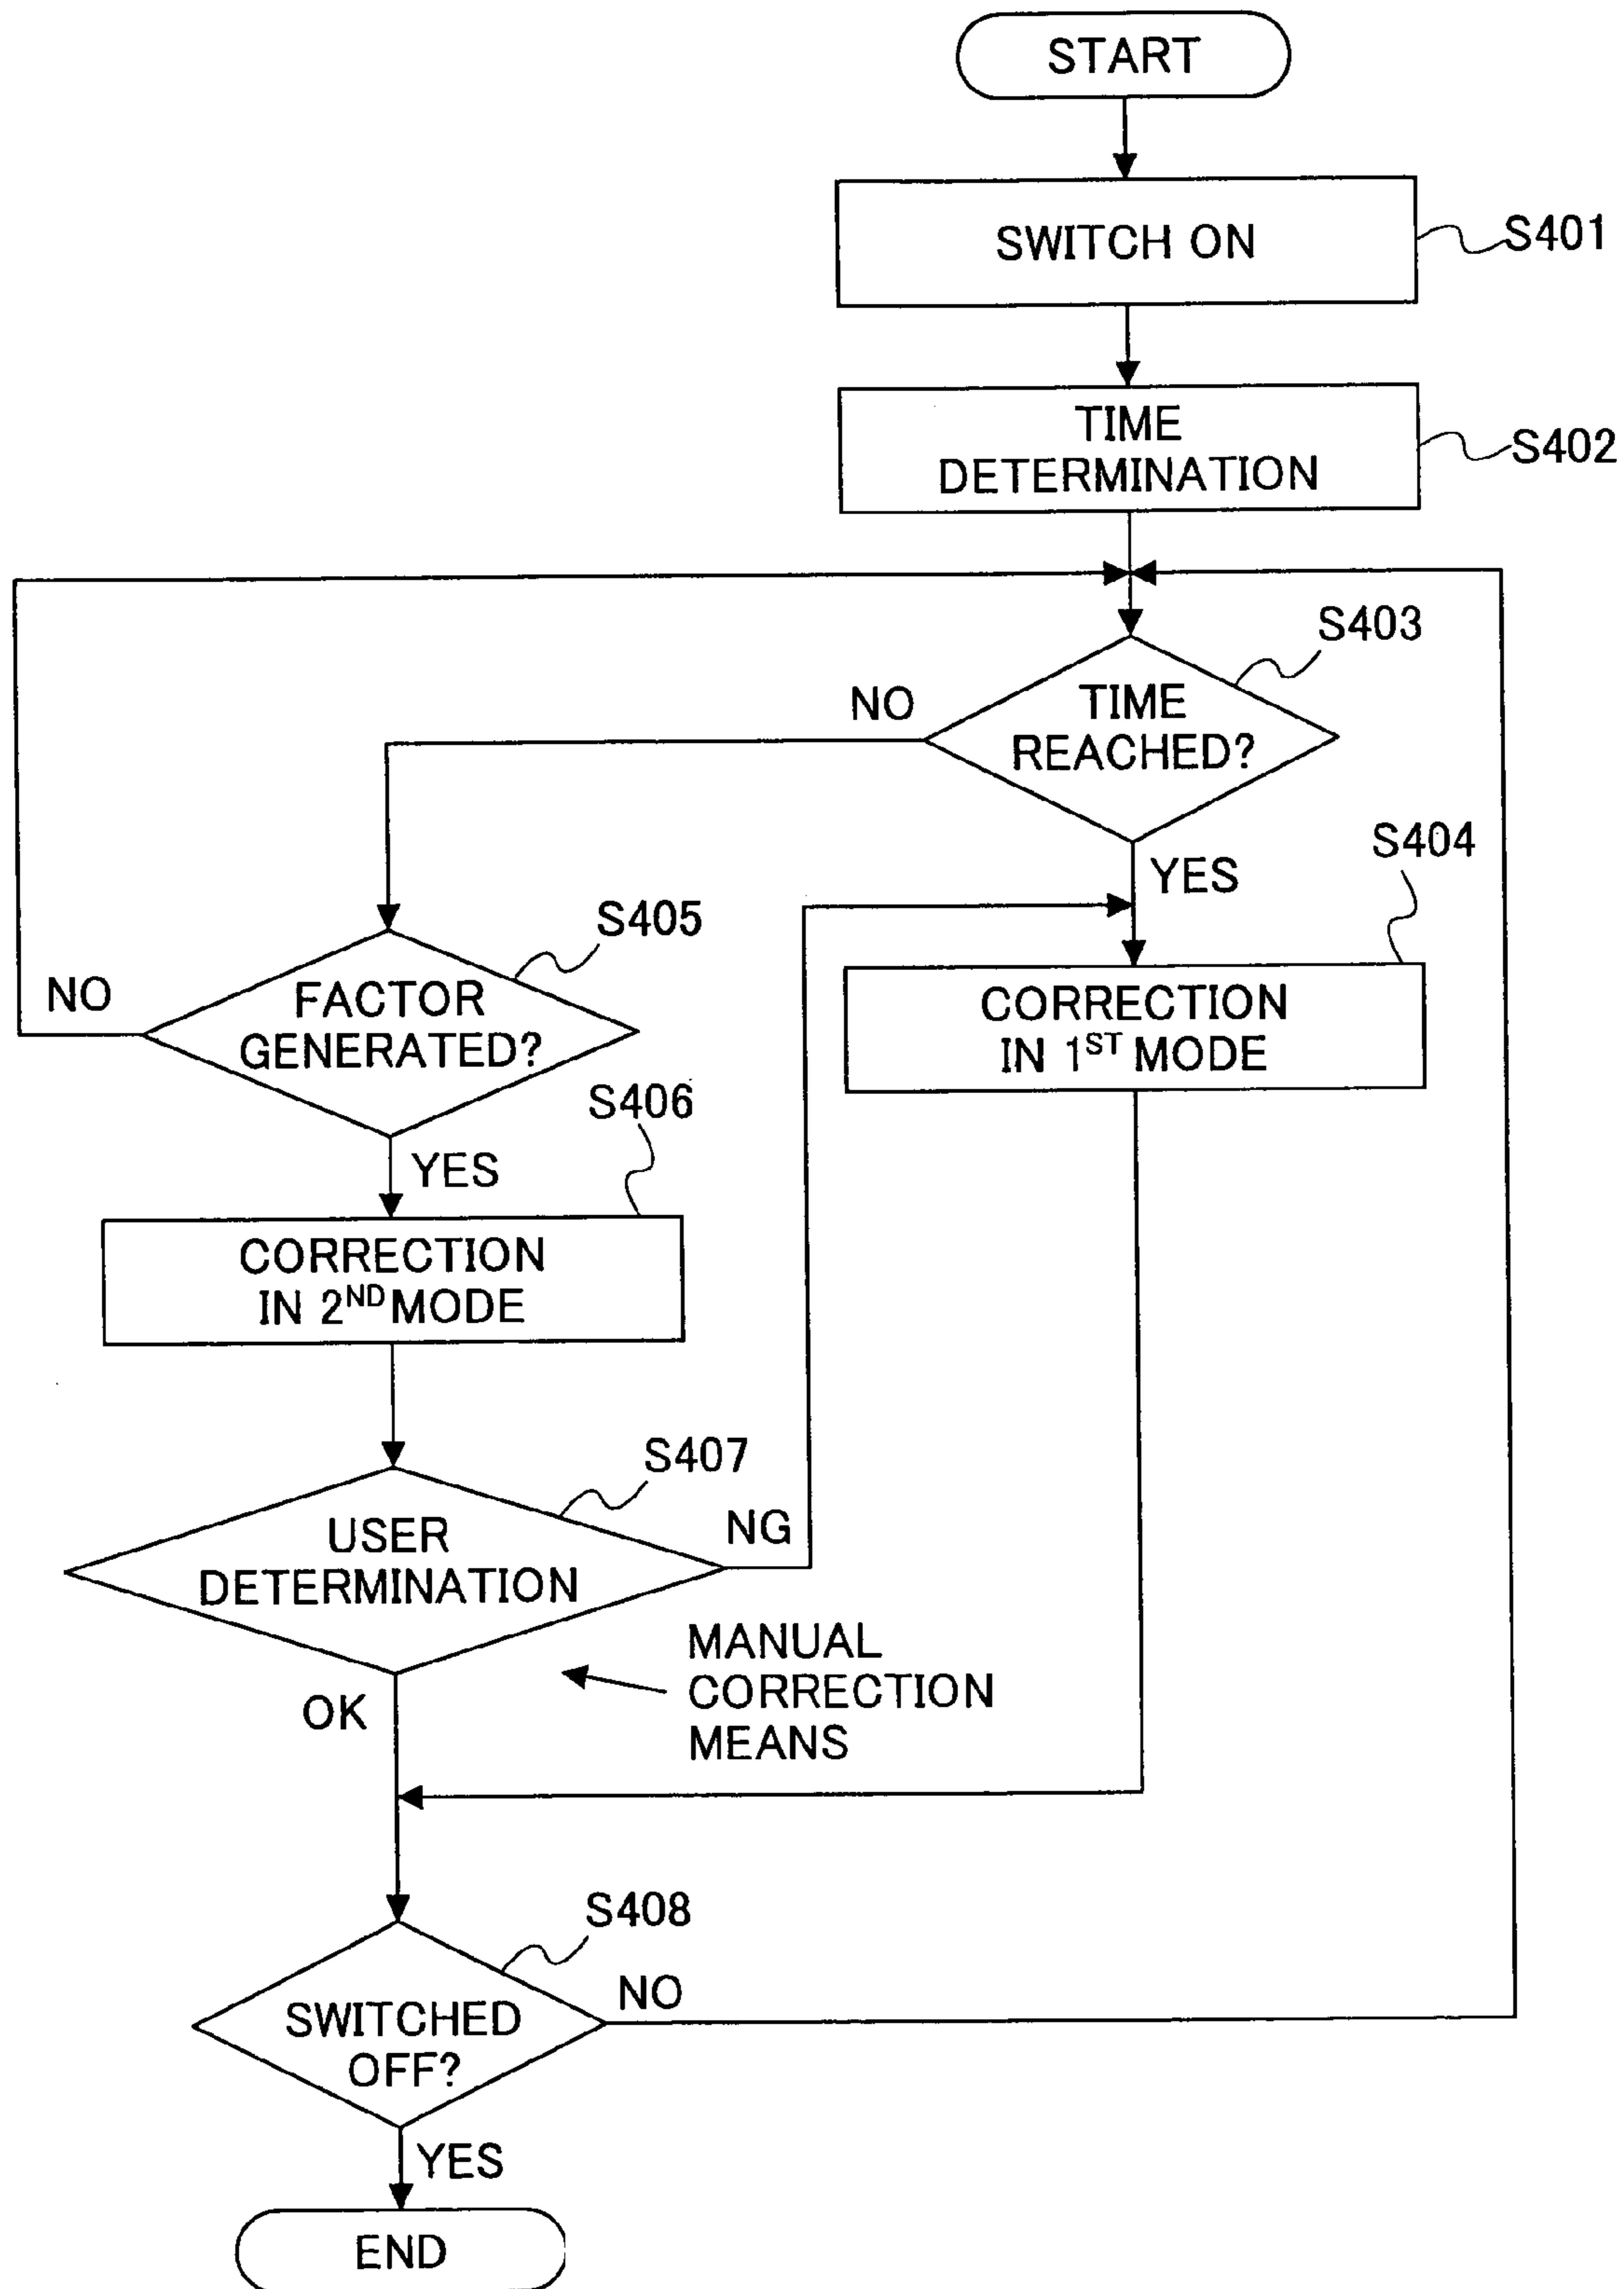 START
SWITCH ON
S401
TIME
DETERMINATION
S402
S403
NO
TIME
REACHED?
S404
YES
S405
NO
FACTOR
GENERATED?
CORRECTION
IN 1ST MODE
S406
YES
CORRECTION
IN 2ND MODE
S407
NG
USER
DETERMINATION
MANUAL
CORRECTION
MEANS
OK
S408
NO
SWITCHED
OFF?
YES
END